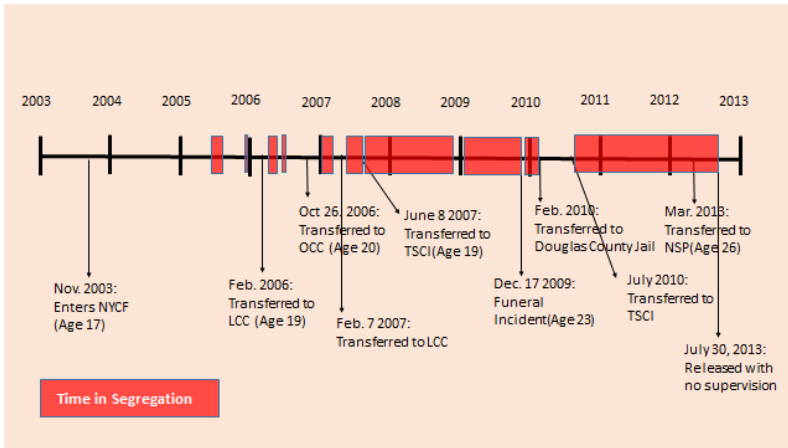 2003 2004 2005 2006 2007 2008 2009 2010 2011 2012 2013
Oct 26, 2006:
Transferred to
OCC (Age 20)
June 8 2007:
Transferred to
TSCI(Age 19)
Feb. 2010:
Transferred to
Douglas County Jail
Mar. 2013:
Transferred to
NSP(Age 26)
Nov. 2003:
Enters NYCF
(Age 17)
Feb. 2006:
Transferred to
LCC (Age 19)
Feb. 7 2007:
Transferred to LCC
Dec. 17 2009:
Funeral
Incident(Age 23)
July 2010:
Transferred to
TSCI
July 30, 2013:
Released with
no supervision
Time in Segregation